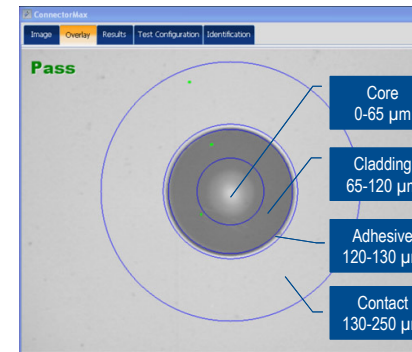 ConnectorMax
Image Overlay Results Test Configuration Identification
Pass
Core
0-65 µm
Cladding
65-120 µm
Adhesive
120-130 µ
Contact
130-250 µ